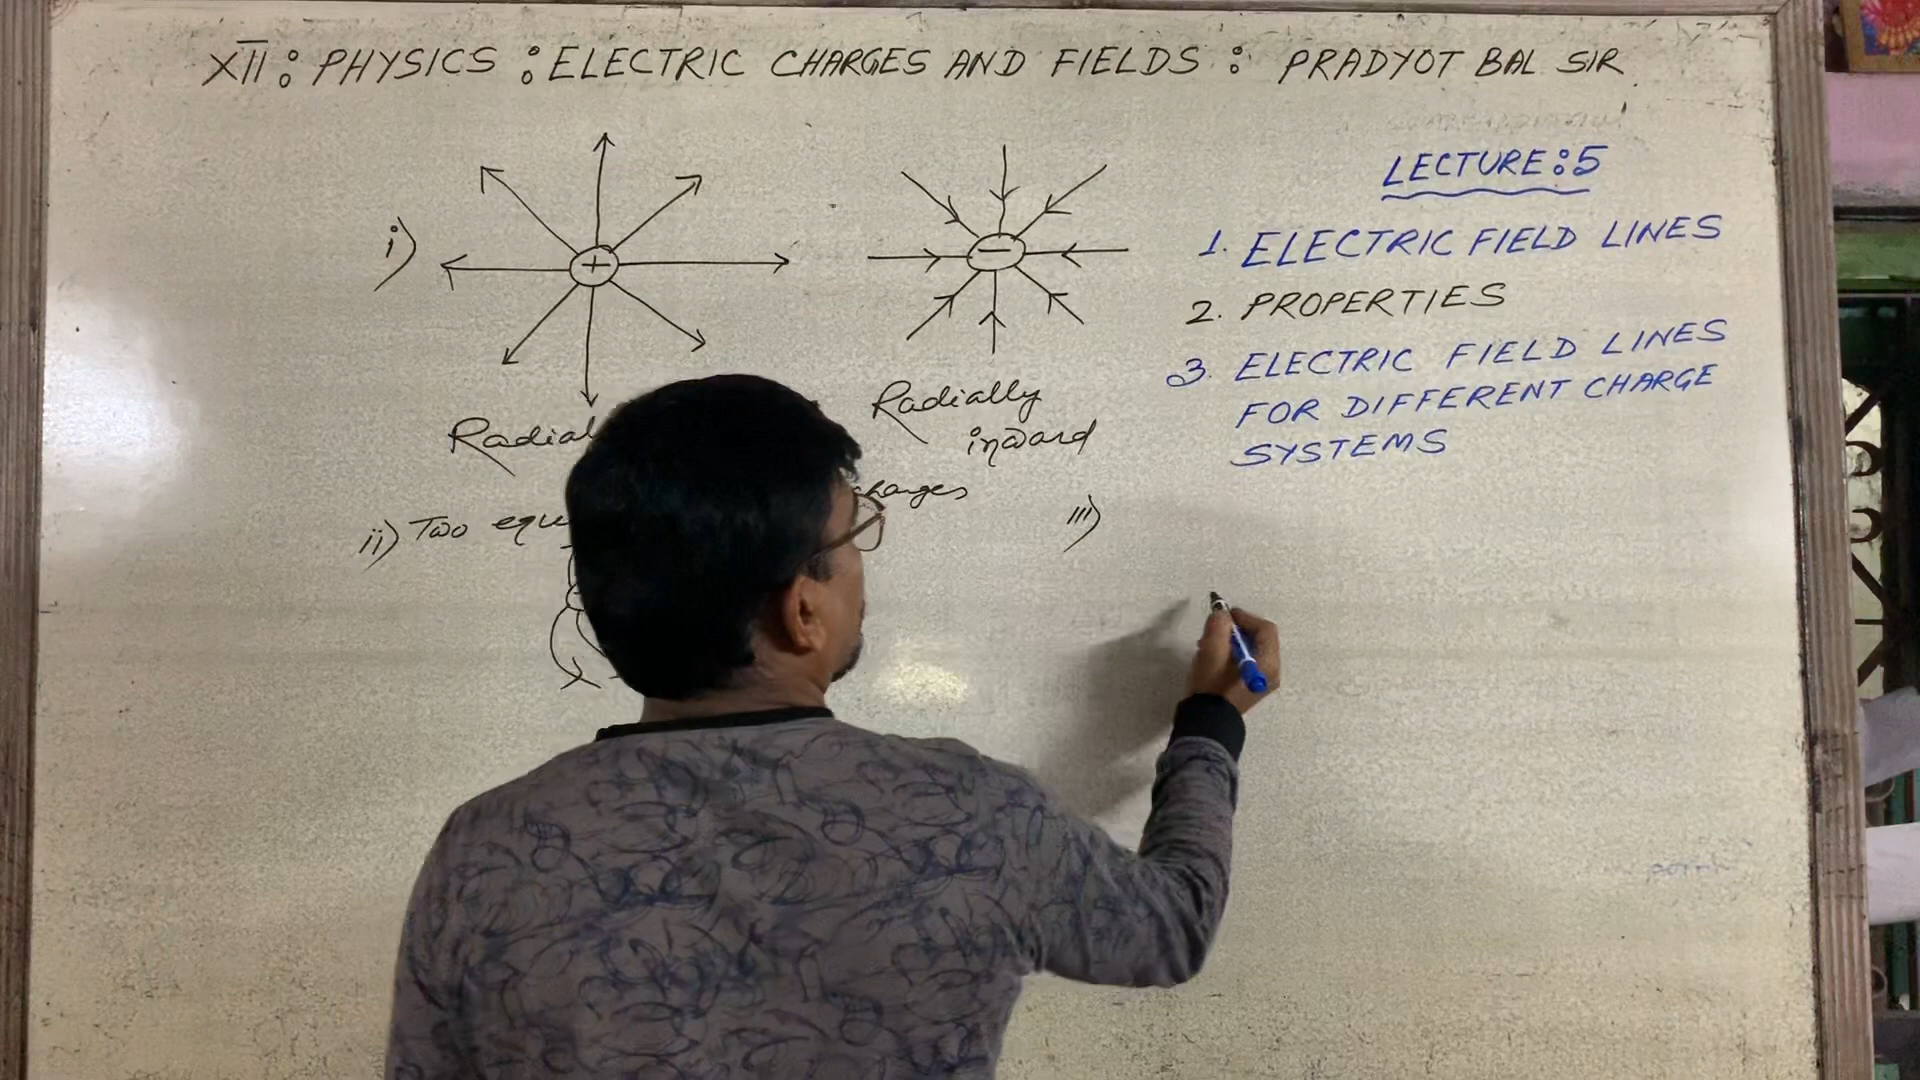 XII : PHYSICS : ELECTRIC CHARGES AND FIELDS : PRADYOT BAL SIR
LECTURE:5
1. ELECTRIC FIELD LINES
2. PROPERTIES
3. ELECTRIC FIELD LINES
FOR DIFFERENT CHARGE
SYSTEMS
i)
+
−
Radial
Radially
inward
ii) Two equ
charges
iii)